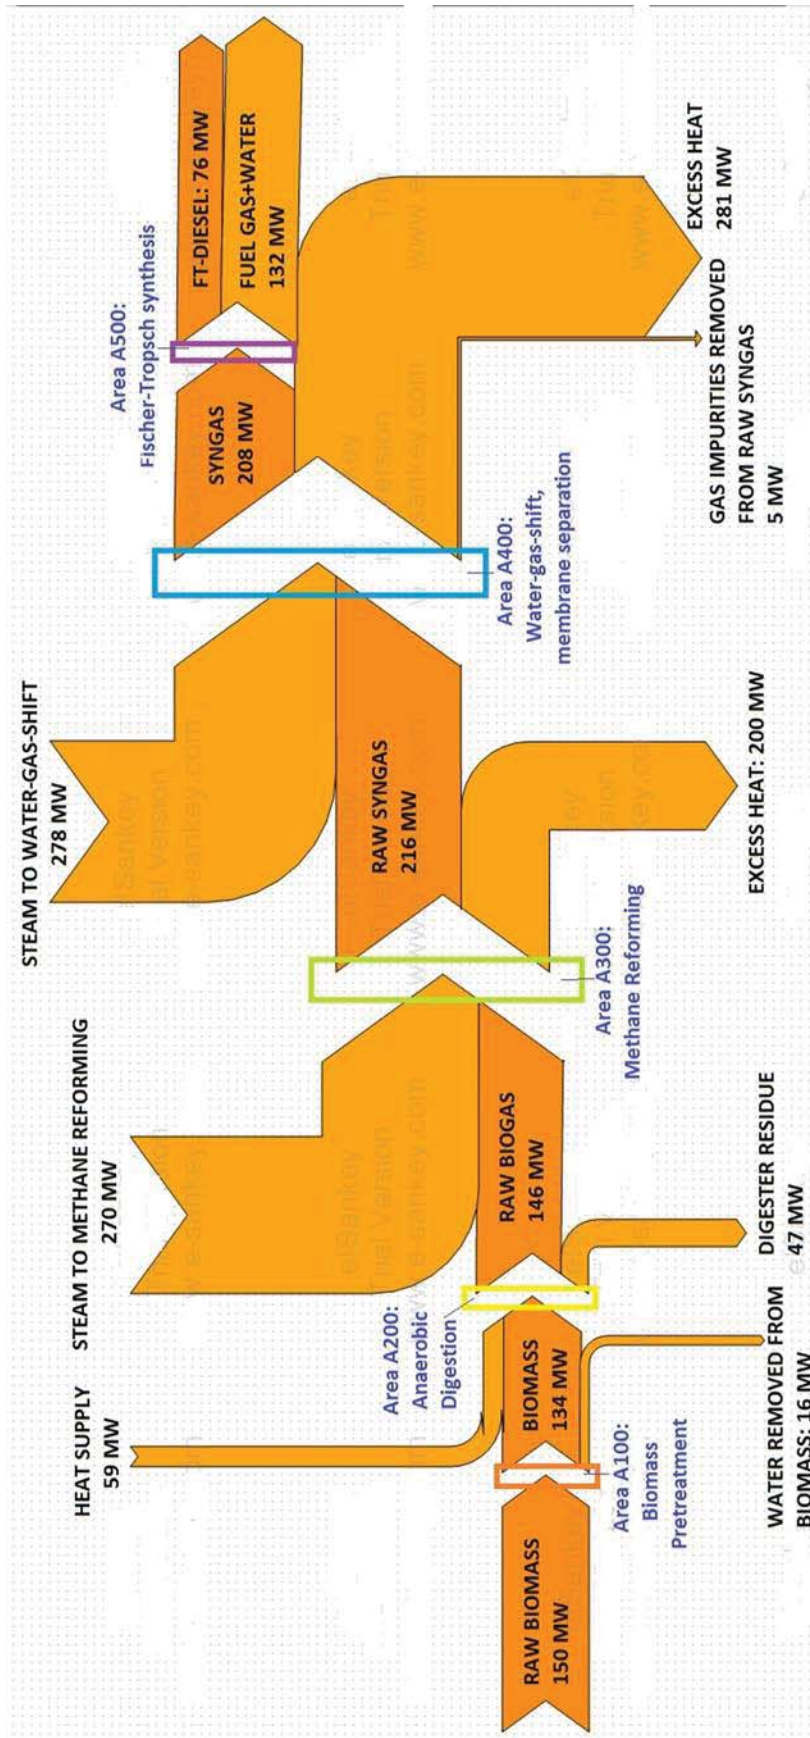 RAW BIOMASS
150 MW
Area A100:
Biomass
Pretreatment
WATER REMOVED FROM
BIOMASS: 16 MW
BIOMASS
134 MW
HEAT SUPPLY
59 MW
Area A200:
Anaerobic
Digestion
DIGESTER RESIDUE
47 MW
RAW BIOGAS
146 MW
STEAM TO METHANE REFORMING
270 MW
Area A300:
Methane Reforming
EXCESS HEAT: 200 MW
RAW SYNGAS
216 MW
STEAM TO WATER-GAS-SHIFT
278 MW
Area A400:
Water-gas-shift,
membrane separation
GAS IMPURITIES REMOVED
FROM RAW SYNGAS
5 MW
EXCESS HEAT
281 MW
SYNGAS
208 MW
Area A500:
Fischer-Tropsch synthesis
FT-DIESEL: 76 MW
FUEL GAS+WATER
132 MW